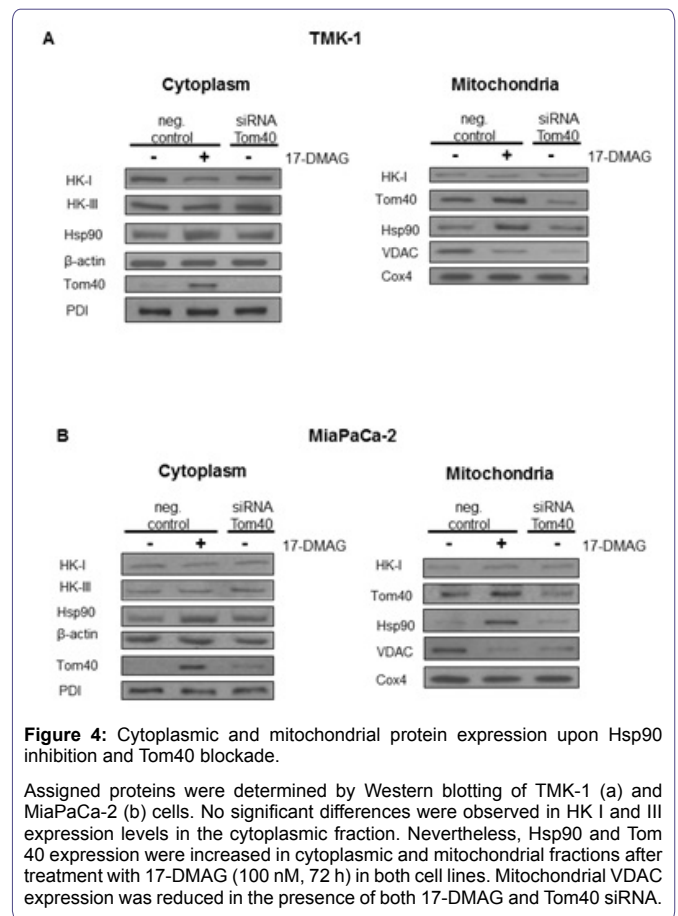 A
TMK-1
Cytoplasm
neg. control
siRNA Tom40
- + - 17-DMAG
HK-I
HK-III
Hsp90
β-actin
Tom40
PDI
Mitochondria
neg. control
siRNA Tom40
- + - 17-DMAG
HK-I
Tom40
Hsp90
VDAC
Cox4
B
MiaPaCa-2
Cytoplasm
neg. control
siRNA Tom40
- + - 17-DMAG
HK-I
HK-III
Hsp90
β-actin
Tom40
PDI
Mitochondria
neg. control
siRNA Tom40
- + - 17-DMAG
HK-I
Tom40
Hsp90
VDAC
Cox4
Figure 4: Cytoplasmic and mitochondrial protein expression upon Hsp90
inhibition and Tom40 blockade.
Assigned proteins were determined by Western blotting of TMK-1 (a) and
MiaPaCa-2 (b) cells. No significant differences were observed in HK I and III
expression levels in the cytoplasmic fraction. Nevertheless, Hsp90 and Tom
40 expression were increased in cytoplasmic and mitochondrial fractions after
treatment with 17-DMAG (100 nM, 72 h) in both cell lines. Mitochondrial VDAC
expression was reduced in the presence of both 17-DMAG and Tom40 siRNA.